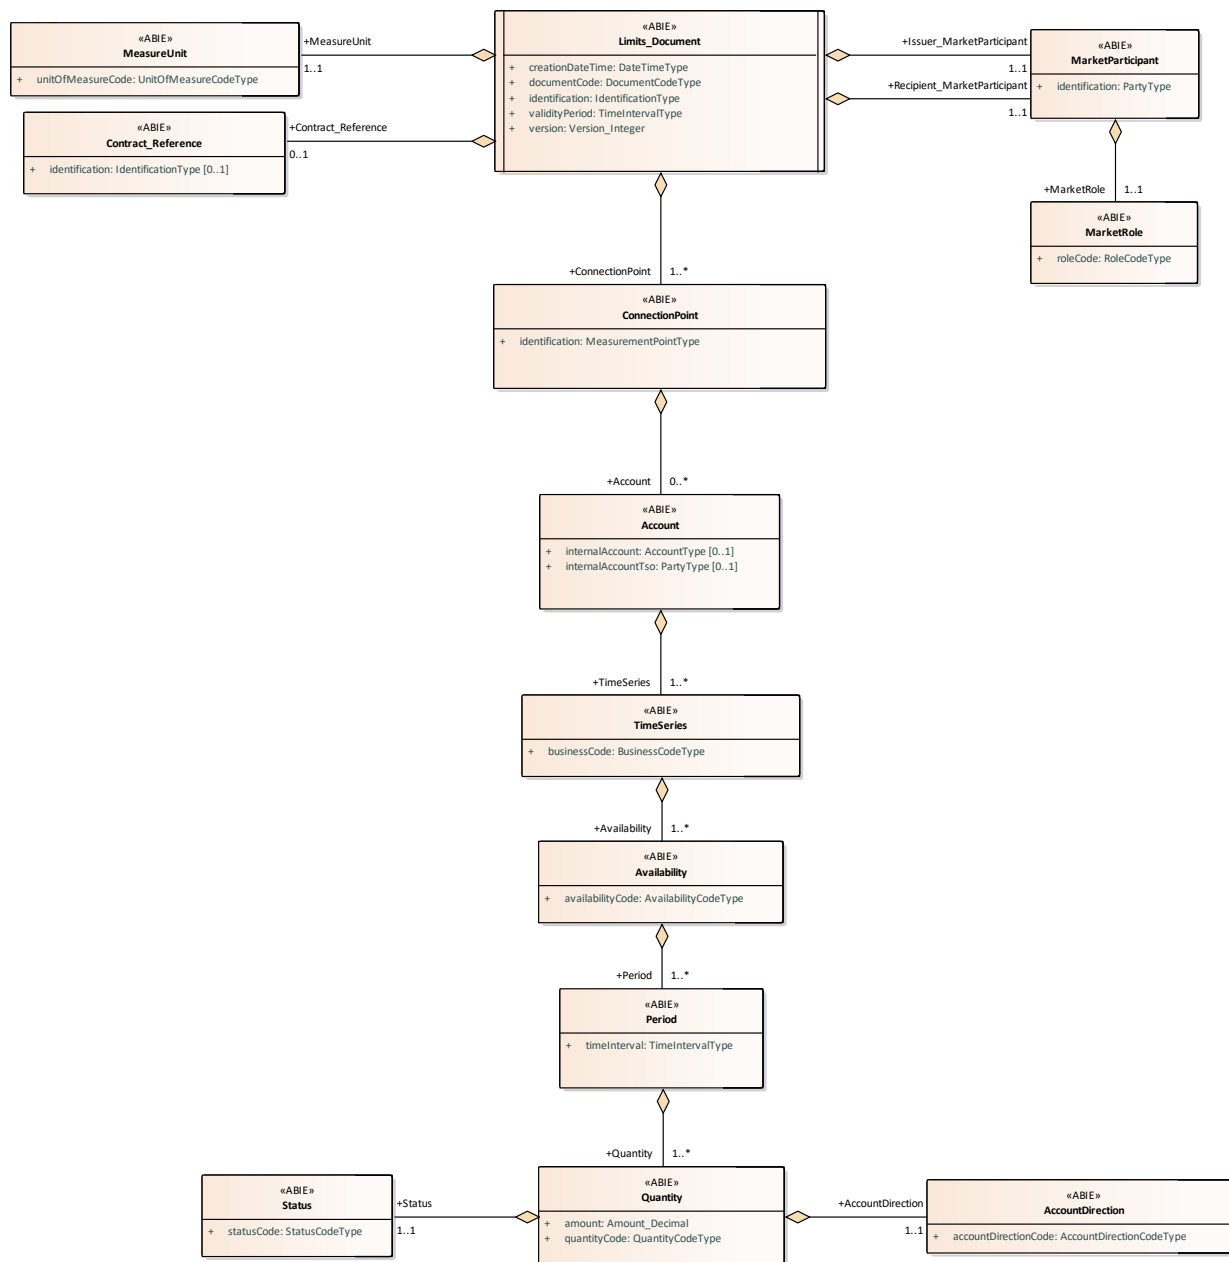 «ABIE»
MeasureUnit
+ unitOfMeasureCode: UnitOfMeasureCodeType
+MeasureUnit
1..1
«ABIE»
Limits_Document
+ creationDateTime: DateTimeType
+ documentCode: DocumentCodeType
+ identification: IdentificationType
+ validityPeriod: TimeIntervalType
+ version: Version_Integer
+Issuer_MarketParticipant
1..1
+Recipient_MarketParticipant
1..1
«ABIE»
MarketParticipant
+ identification: PartyType
«ABIE»
Contract_Reference
+ identification: IdentificationType [0..1]
+Contract_Reference
0..1
+MarketRole 1..1
«ABIE»
MarketRole
+ roleCode: RoleCodeType
+ConnectionPoint 1..*
«ABIE»
ConnectionPoint
+ identification: MeasurementPointType
+Account 0..*
«ABIE»
Account
+ internalAccount: AccountType [0..1]
+ internalAccountTso: PartyType [0..1]
+TimeSeries 1..*
«ABIE»
TimeSeries
+ businessCode: BusinessCodeType
+Availability 1..*
«ABIE»
Availability
+ availabilityCode: AvailabilityCodeType
+Period 1..*
«ABIE»
Period
+ timeInterval: TimeIntervalType
+Quantity 1..*
«ABIE»
Status
+ statusCode: StatusCodeType
+Status
1..1
«ABIE»
Quantity
+ amount: Amount_Decimal
+ quantityCode: QuantityCodeType
+AccountDirection
1..1
«ABIE»
AccountDirection
+ accountDirectionCode: AccountDirectionCodeType